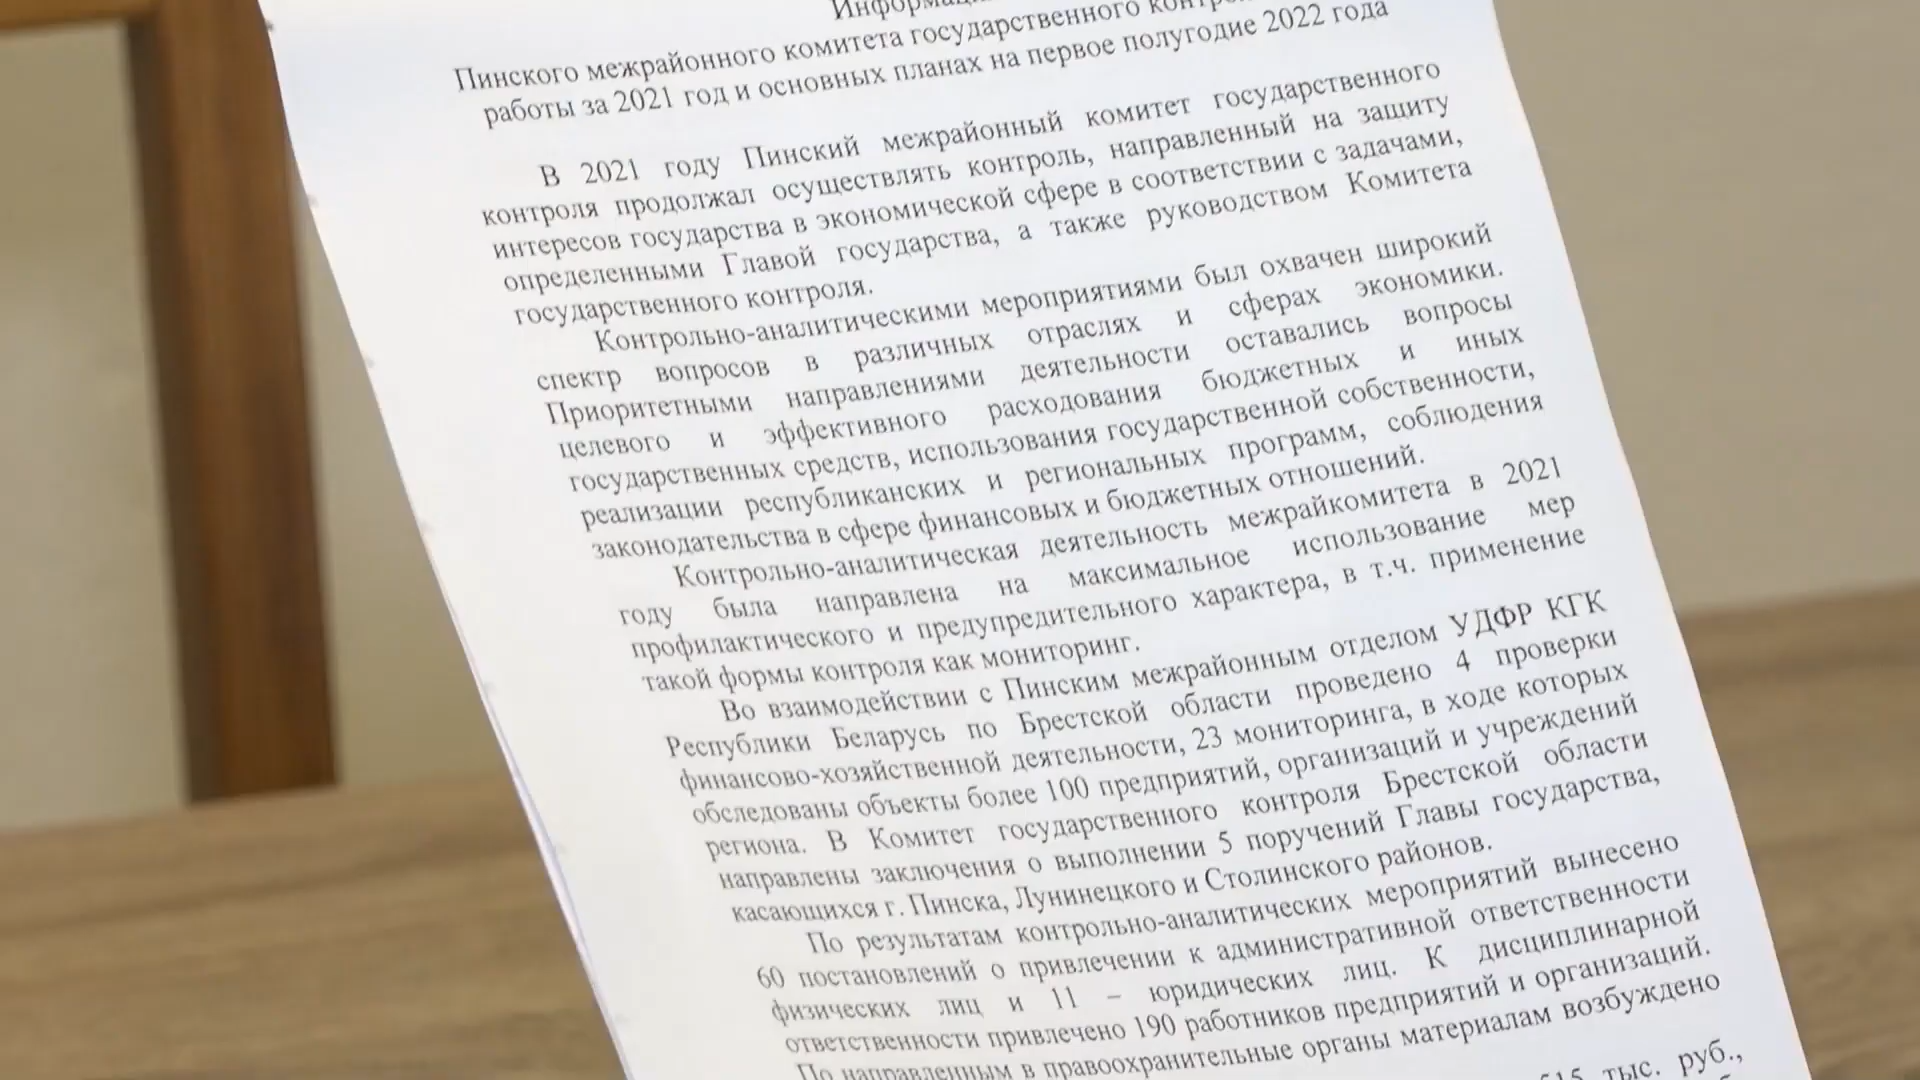 Пинского межрайонного комитета государственного
работы за 2021 год и основных планах на первое полугодие 2022 года
В 2021 году Пинский межрайонный комитет государственного
контроля продолжал осуществлять контроль, направленный на защиту
интересов государства в экономической сфере в соответствии с задачами,
определенными Главой государства, а также руководством Комитета
государственного контроля.
Контрольно-аналитическими мероприятиями был охвачен широкий
спектр вопросов в различных отраслях и сферах экономики.
Приоритетными направлениями деятельности оставались вопросы
целевого и эффективного расходования бюджетных и иных
государственных средств, использования государственной собственности,
реализации республиканских и региональных программ, соблюдения
законодательства в сфере финансовых и бюджетных отношений.
Контрольно-аналитическая деятельность межрайкомитета в 2021
году была направлена на максимальное использование мер
профилактического и предупредительного характера, в т.ч. применение
такой формы контроля как мониторинг.
Во взаимодействии с Пинским межрайонным отделом УДФР КГК
Республики Беларусь по Брестской области проведено 4 проверки
финансово-хозяйственной деятельности, 23 мониторинга, в ходе которых
обследованы объекты более 100 предприятий, организаций и учреждений
региона. В Комитет государственного контроля Брестской области
направлены заключения о выполнении 5 поручений Главы государства,
касающихся г. Пинска, Лунинецкого и Столинского районов.
По результатам контрольно-аналитических мероприятий вынесено
60 постановлений о привлечении к административной ответственности
физических лиц и 11 – юридических лиц. К дисциплинарной
ответственности привлечено 190 работников предприятий и организаций.
По направленным в правоохранительные органы материалам возбуждено
тыс. руб.,